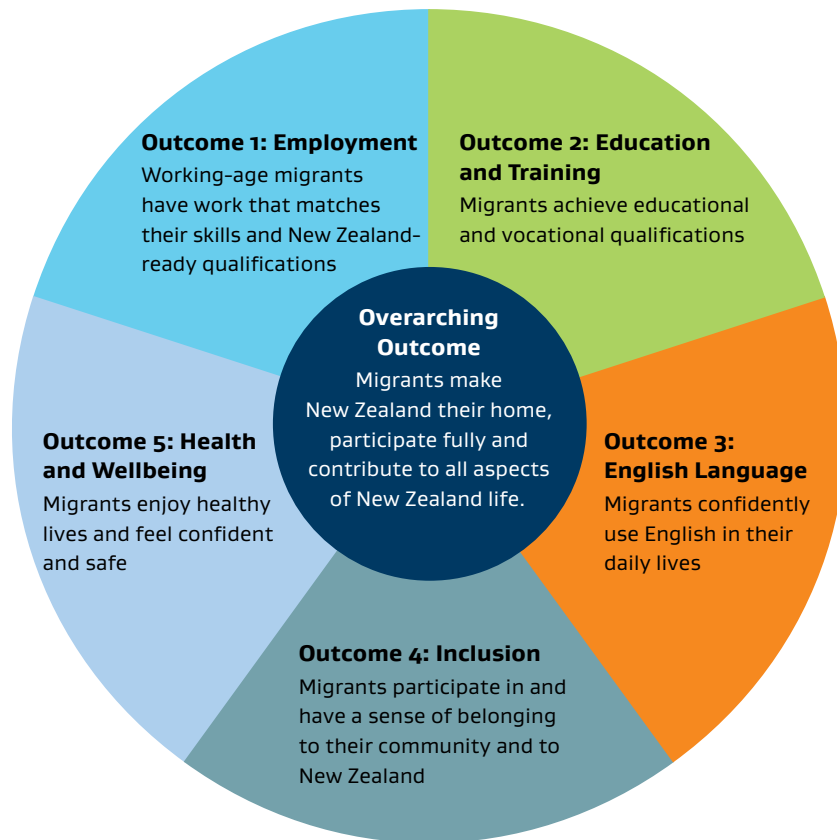 Outcome 1: Employment
Working-age migrants
have work that matches
their skills and New Zealand-
ready qualifications
Outcome 2: Education
and Training
Migrants achieve educational
and vocational qualifications
Overarching
Outcome
Migrants make
New Zealand their home,
participate fully and
contribute to all aspects
of New Zealand life.
Outcome 3:
English Language
Migrants confidently
use English in their
daily lives
Outcome 4: Inclusion
Migrants participate in and
have a sense of belonging
to their community and to
New Zealand
Outcome 5: Health
and Wellbeing
Migrants enjoy healthy
lives and feel confident
and safe